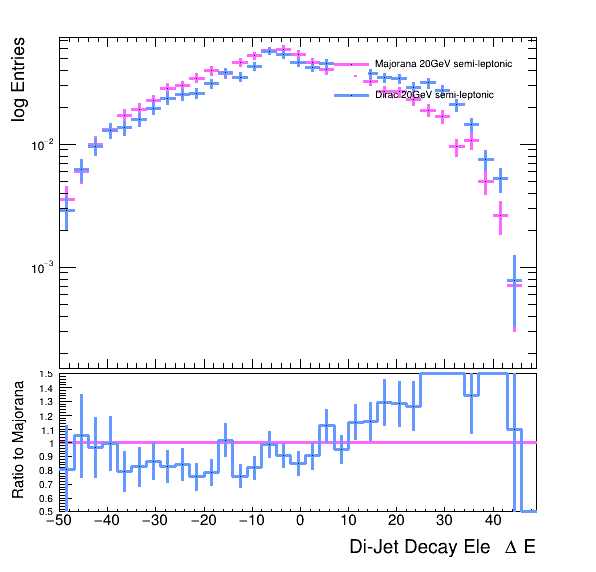 log Entries
Majorana 20GeV semi-leptonic
Dirac 20GeV semi-leptonic
10−2
10−3
Ratio to Majorana
1.5
1.4
1.3
1.2
1.1
1
0.9
0.8
0.7
0.6
0.5
−50 −40 −30 −20 −10 0 10 20 30 40
Di-Jet Decay Ele Δ E